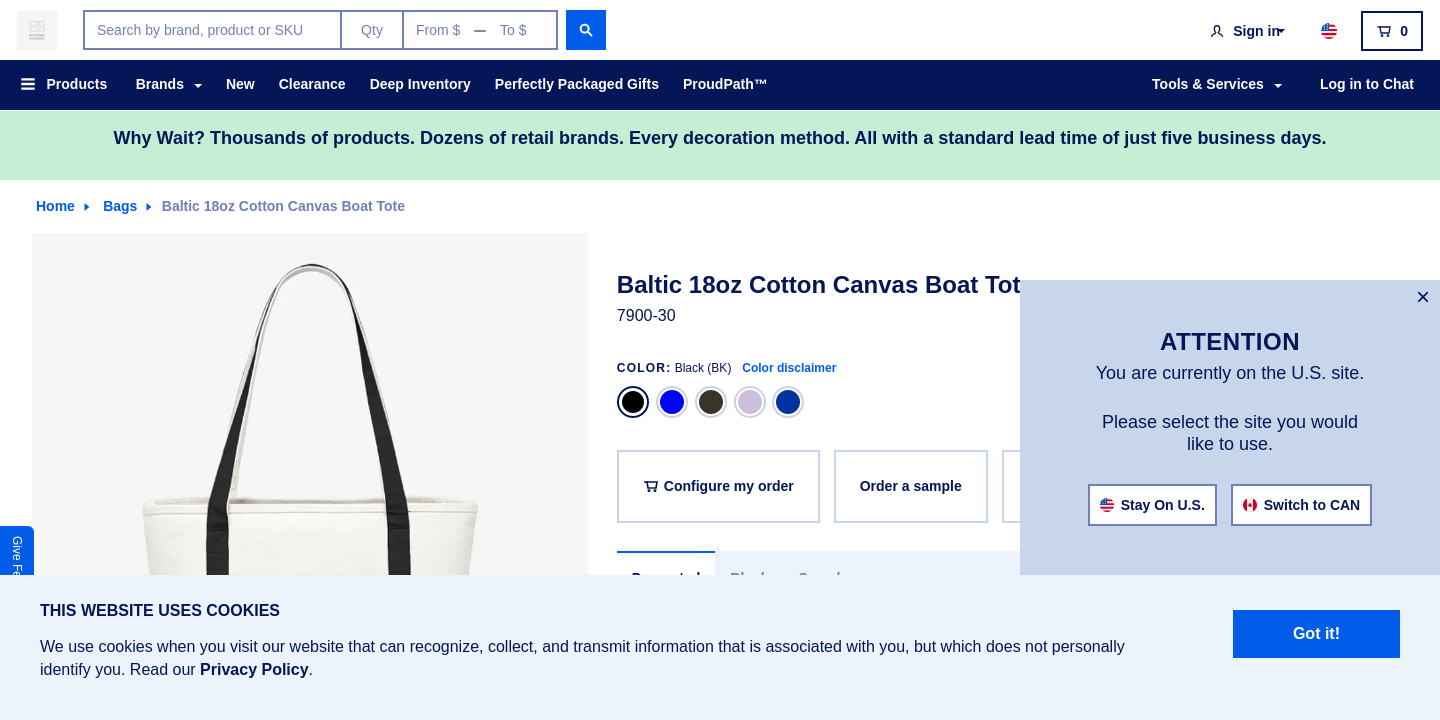 Search by brand, product or SKU
Qty
From $
To $
Sign in
0
Products
Brands
New
Clearance
Deep Inventory
Perfectly Packaged Gifts
ProudPath™
Tools & Services
Log in to Chat
Why Wait? Thousands of products. Dozens of retail brands. Every decoration method. All with a standard lead time of just five business days.
Home
Bags
Baltic 18oz Cotton Canvas Boat Tote
Baltic 18oz Cotton Canvas Boat Tot
7900-30
COLOR: Black (BK) Color disclaimer
Configure my order
Order a sample
ATTENTION
You are currently on the U.S. site.
Please select the site you would
like to use.
Stay On U.S.
Switch to CAN
Give Fe
THIS WEBSITE USES COOKIES
We use cookies when you visit our website that can recognize, collect, and transmit information that is associated with you, but which does not personally
identify you. Read our Privacy Policy.
Got it!